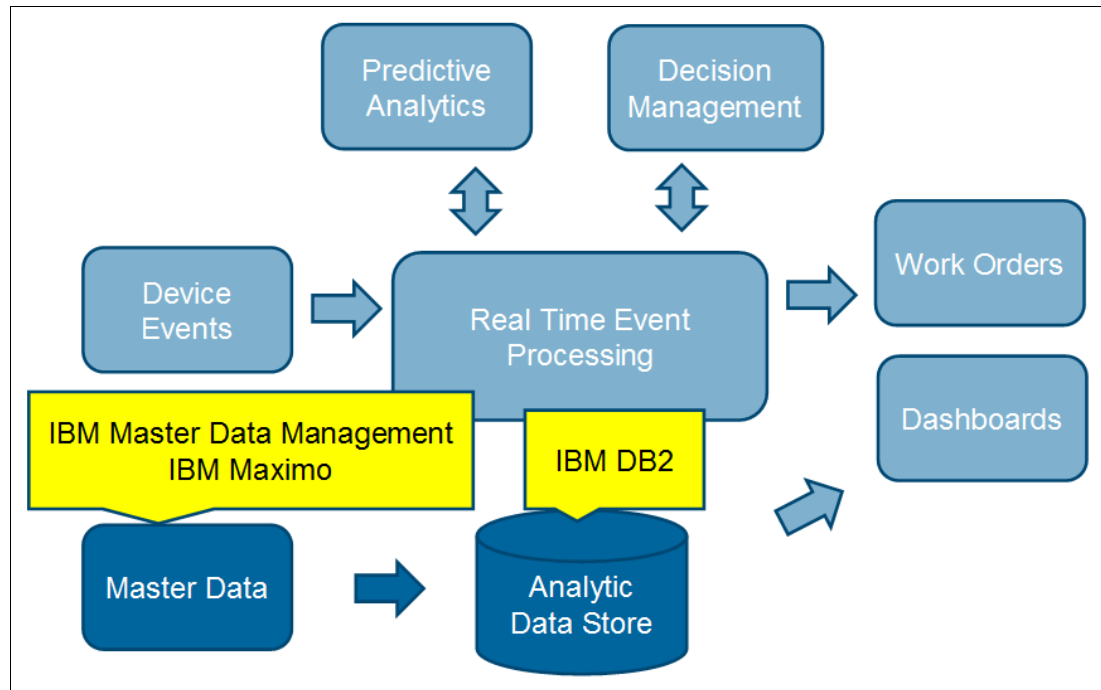 Predictive
Analytics
Decision
Management
Device
Events
Real Time Event
Processing
Work Orders
Dashboards
IBM Master Data Management
IBM Maximo
IBM DB2
Master Data
Analytic
Data Store